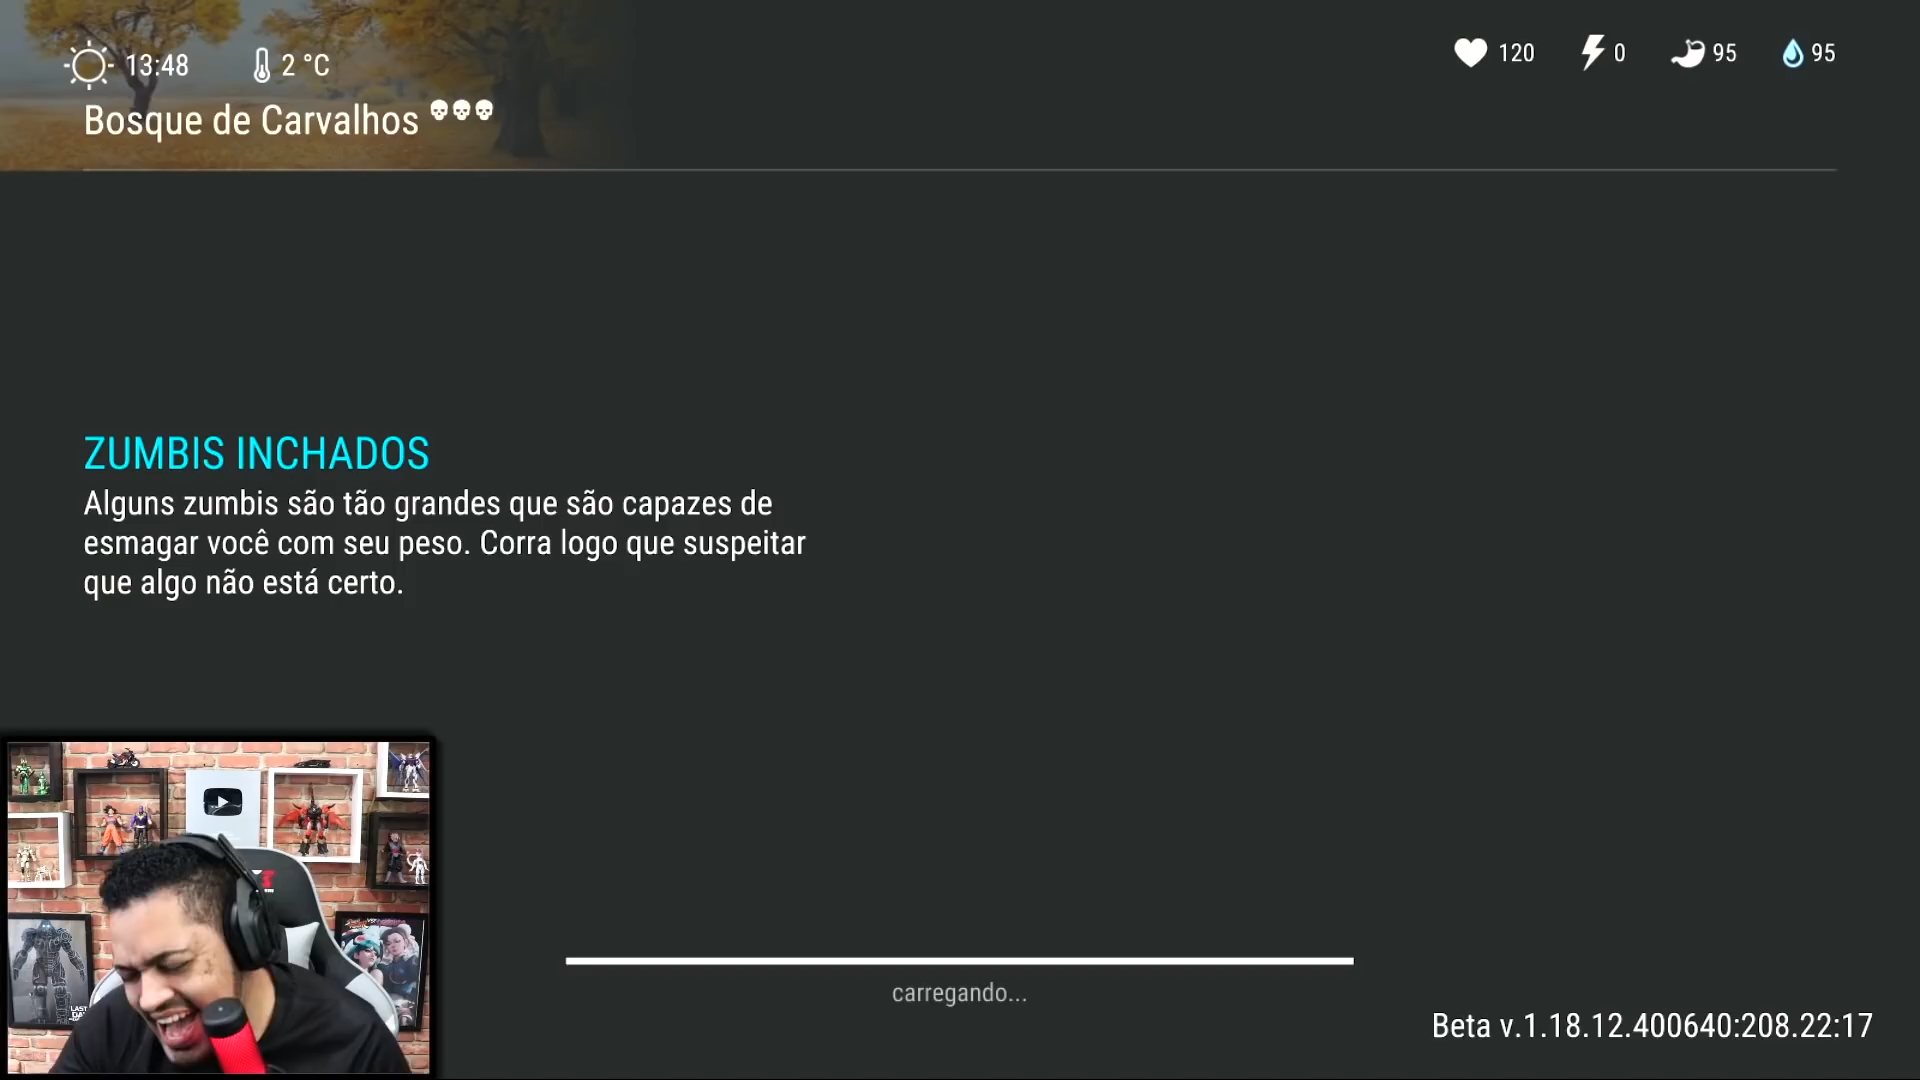 13:48
2 °C
120
0
95
95
Bosque de Carvalhos
ZUMBIS INCHADOS
Alguns zumbis são tão grandes que são capazes de
esmagar você com seu peso. Corra logo que suspeitar
que algo não está certo.
LAST
carregando...
Beta v.1.18.12.400640:208.22:17